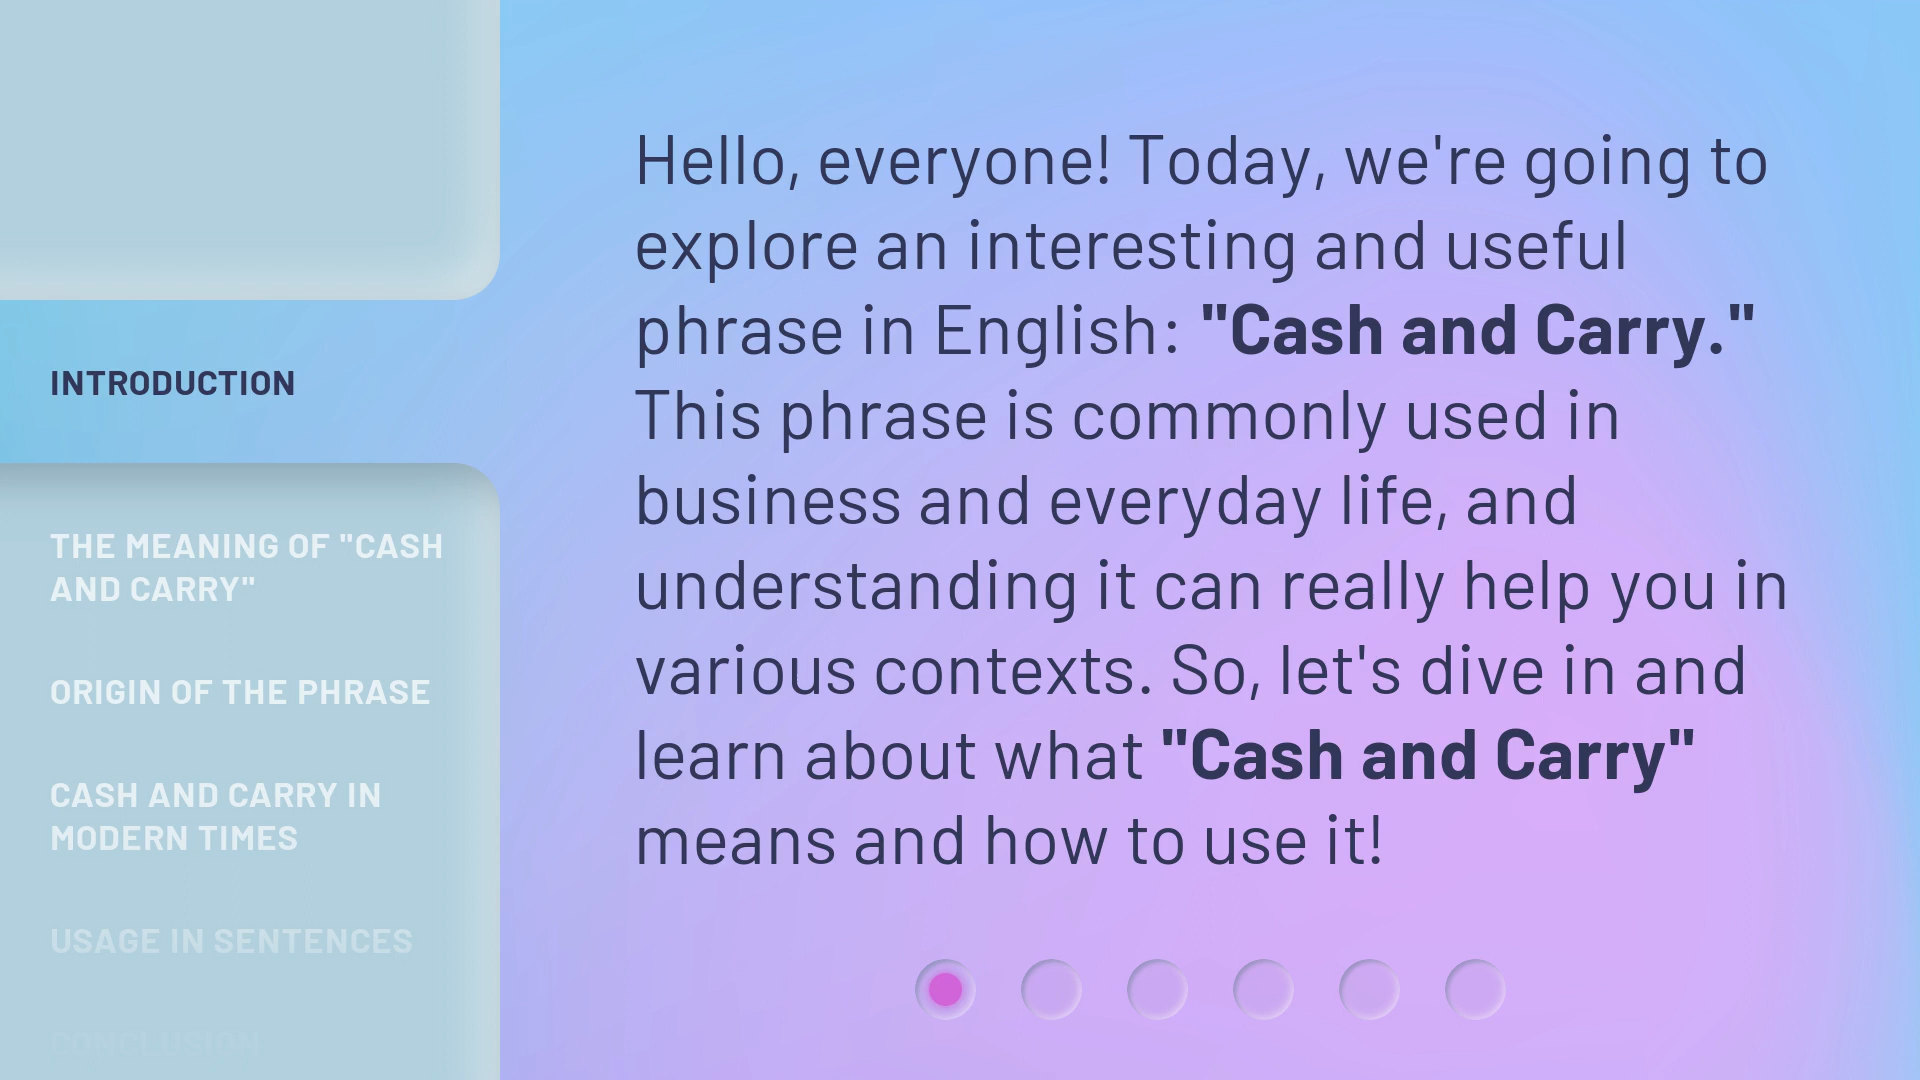 INTRODUCTION
THE MEANING OF "CASH
AND CARRY"
ORIGIN OF THE PHRASE
CASH AND CARRY IN
MODERN TIMES
USAGE IN SENTENCES
CONCLUSION
Hello, everyone! Today, we're going to
explore an interesting and useful
phrase in English: "Cash and Carry."
This phrase is commonly used in
business and everyday life, and
understanding it can really help you in
various contexts. So, let's dive in and
learn about what "Cash and Carry"
means and how to use it!